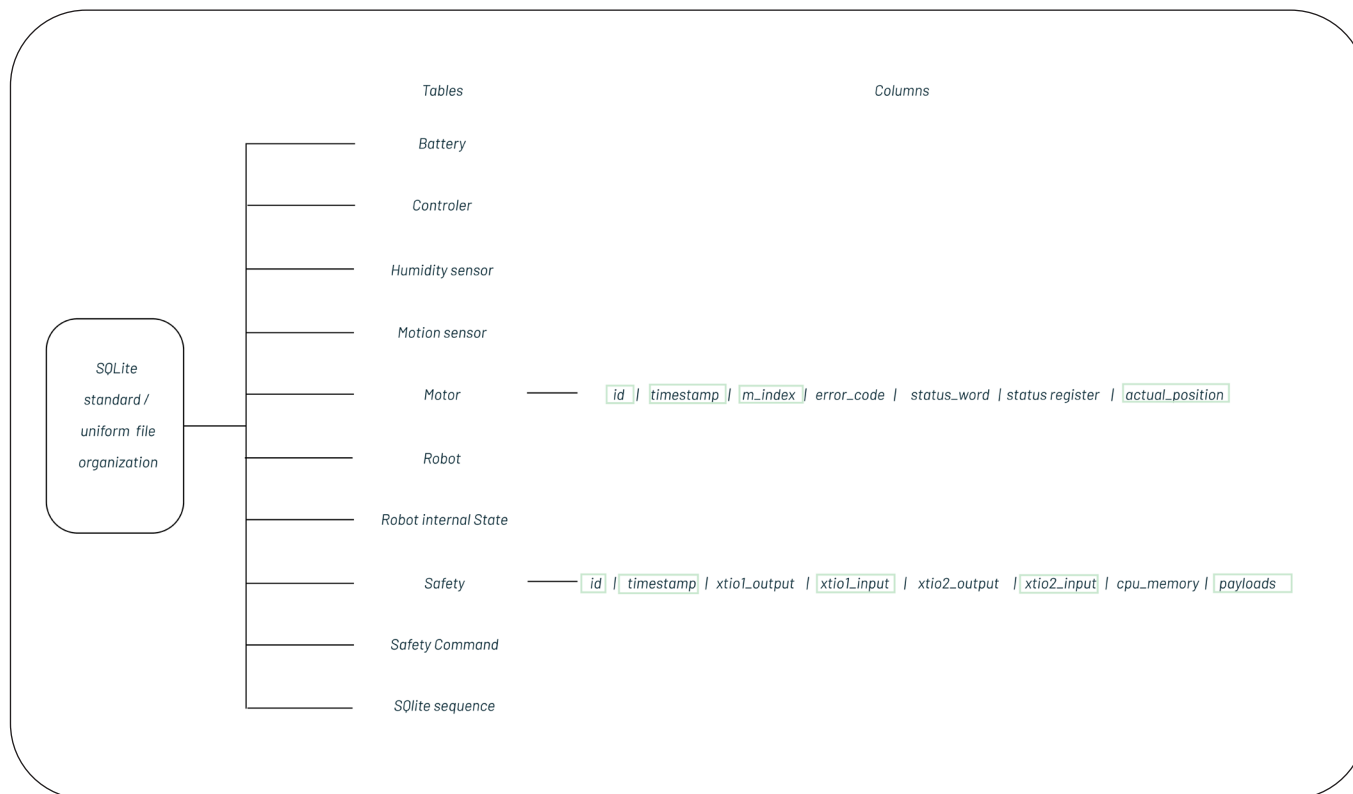 Tables Columns
Battery
Controler
Humidity sensor
Motion sensor
SQLite
standard /
uniform file
organization
Motor id | timestamp | m_index | error_code | status_word | status register | actual_position
Robot
Robot internal State
Safety id | timestamp | xtio1_output | xtio1_input | xtio2_output | xtio2_input | cpu_memory | payloads
Safety Command
SQlite sequence